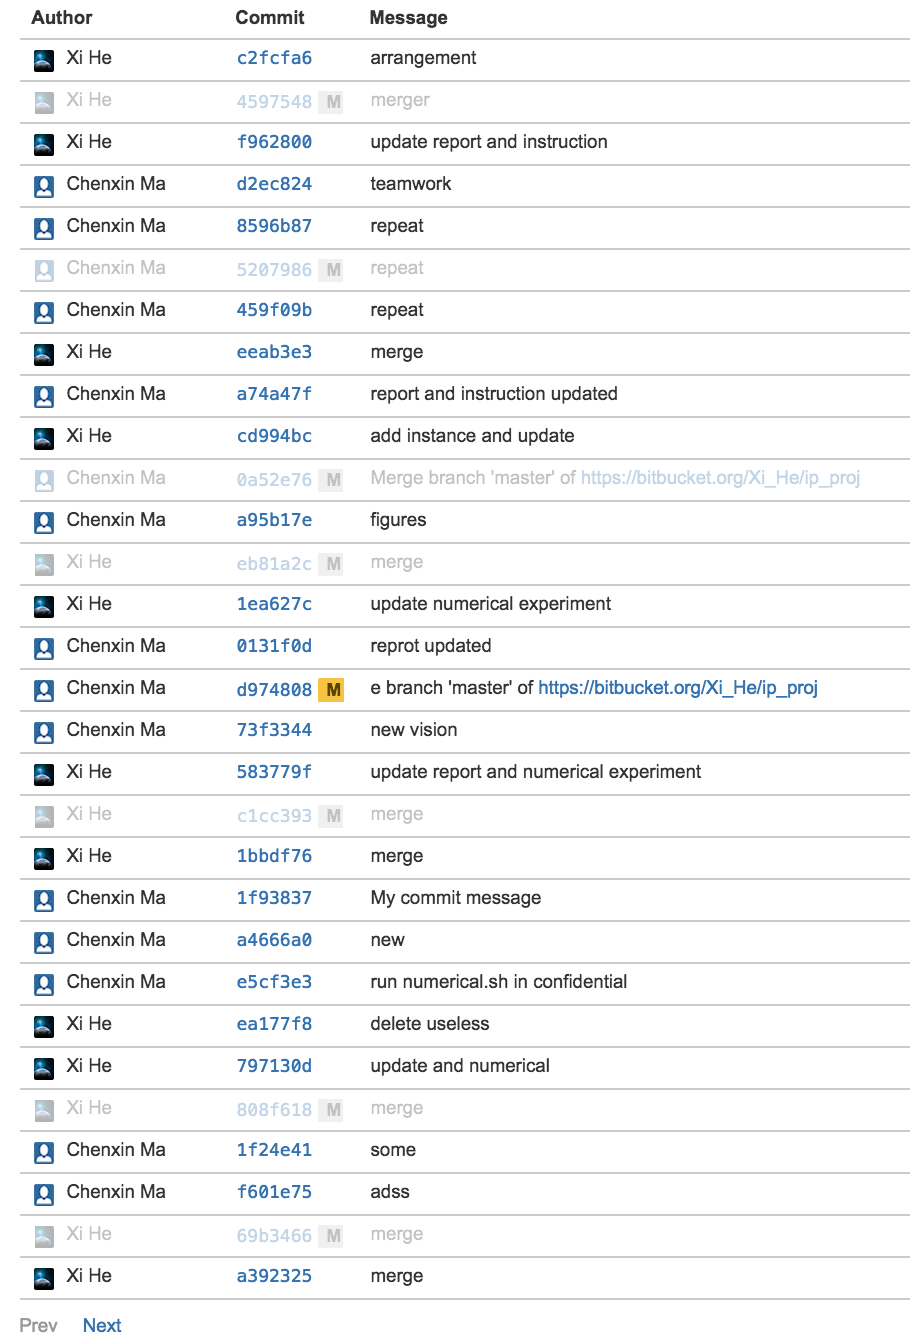 Author Commit Message
Xi He c2fcfa6 arrangement
Xi He 4597548 M merger
Xi He f962800 update report and instruction
Chenxin Ma d2ec824 teamwork
Chenxin Ma 8596b87 repeat
Chenxin Ma 5207986 M repeat
Chenxin Ma 459f09b repeat
Xi He eeab3e3 merge
Chenxin Ma a74a47f report and instruction updated
Xi He cd994bc add instance and update
Chenxin Ma 0a52e76 M Merge branch 'master' of https://bitbucket.org/Xi_He/ip_proj
Chenxin Ma a95b17e figures
Xi He eb81a2c M merge
Xi He 1ea627c update numerical experiment
Chenxin Ma 0131f0d reprot updated
Chenxin Ma d974808 M e branch 'master' of https://bitbucket.org/Xi_He/ip_proj
Chenxin Ma 73f3344 new vision
Xi He 583779f update report and numerical experiment
Xi He c1cc393 M merge
Xi He 1bbdf76 merge
Chenxin Ma 1f93837 My commit message
Chenxin Ma a4666a0 new
Chenxin Ma e5cf3e3 run numerical.sh in confidential
Xi He ea177f8 delete useless
Xi He 797130d update and numerical
Xi He 808f618 M merge
Chenxin Ma 1f24e41 some
Chenxin Ma f601e75 adss
Xi He 69b3466 M merge
Xi He a392325 merge
Prev Next